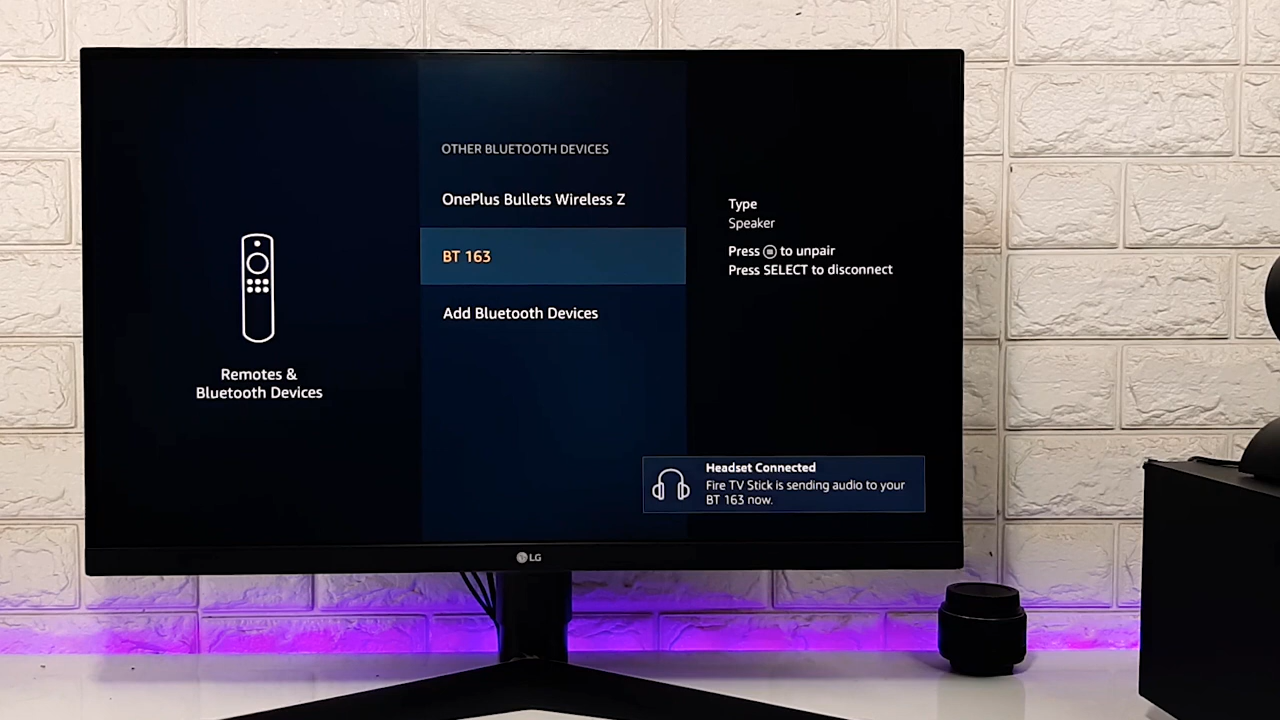 OTHER BLUETOOTH DEVICES
OnePlus Bullets Wireless Z
BT 163
Add Bluetooth Devices
Remotes &
Bluetooth Devices
Type
Speaker
Press to unpair
Press SELECT to disconnect
Headset Connected
Fire TV Stick is sending audio to your
BT 163 now.
LG